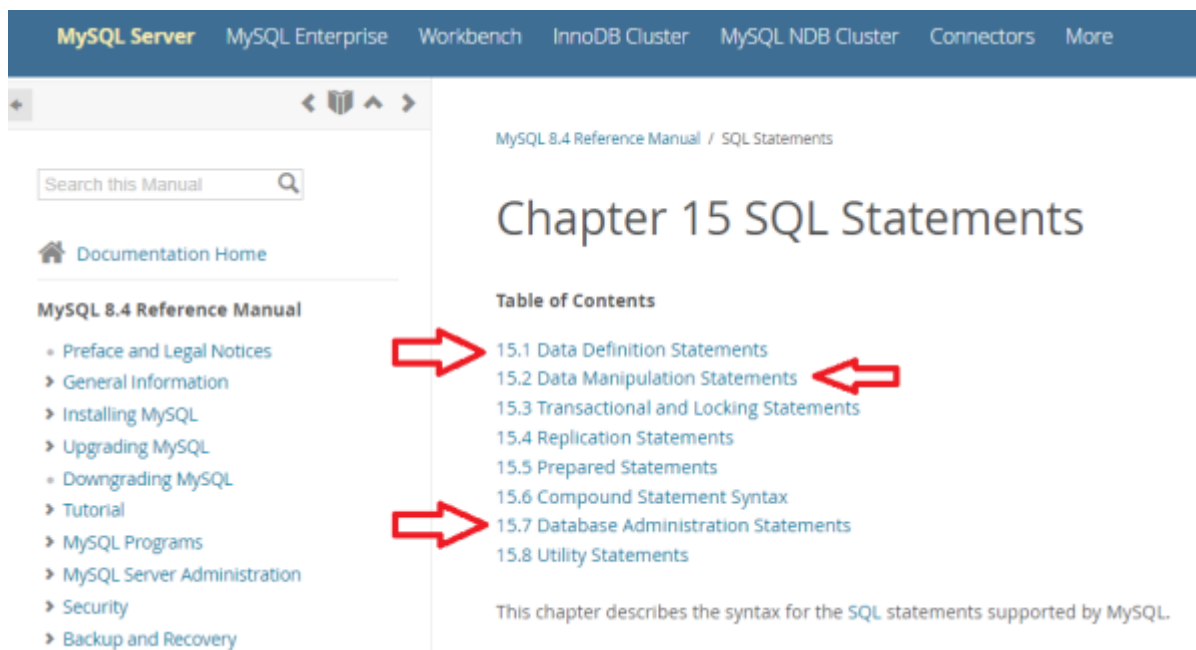 MySQL Server MySQL Enterprise Workbench InnoDB Cluster MySQL NDB Cluster Connectors More
Search this Manual
Documentation Home
MySQL 8.4 Reference Manual
Preface and Legal Notices
General Information
Installing MySQL
Upgrading MySQL
Downgrading MySQL
Tutorial
MySQL Programs
MySQL Server Administration
Security
Backup and Recovery
MySQL 8.4 Reference Manual / SQL Statements
Chapter 15 SQL Statements
Table of Contents
15.1 Data Definition Statements
15.2 Data Manipulation Statements
15.3 Transactional and Locking Statements
15.4 Replication Statements
15.5 Prepared Statements
15.6 Compound Statement Syntax
15.7 Database Administration Statements
15.8 Utility Statements
This chapter describes the syntax for the SQL statements supported by MySQL.